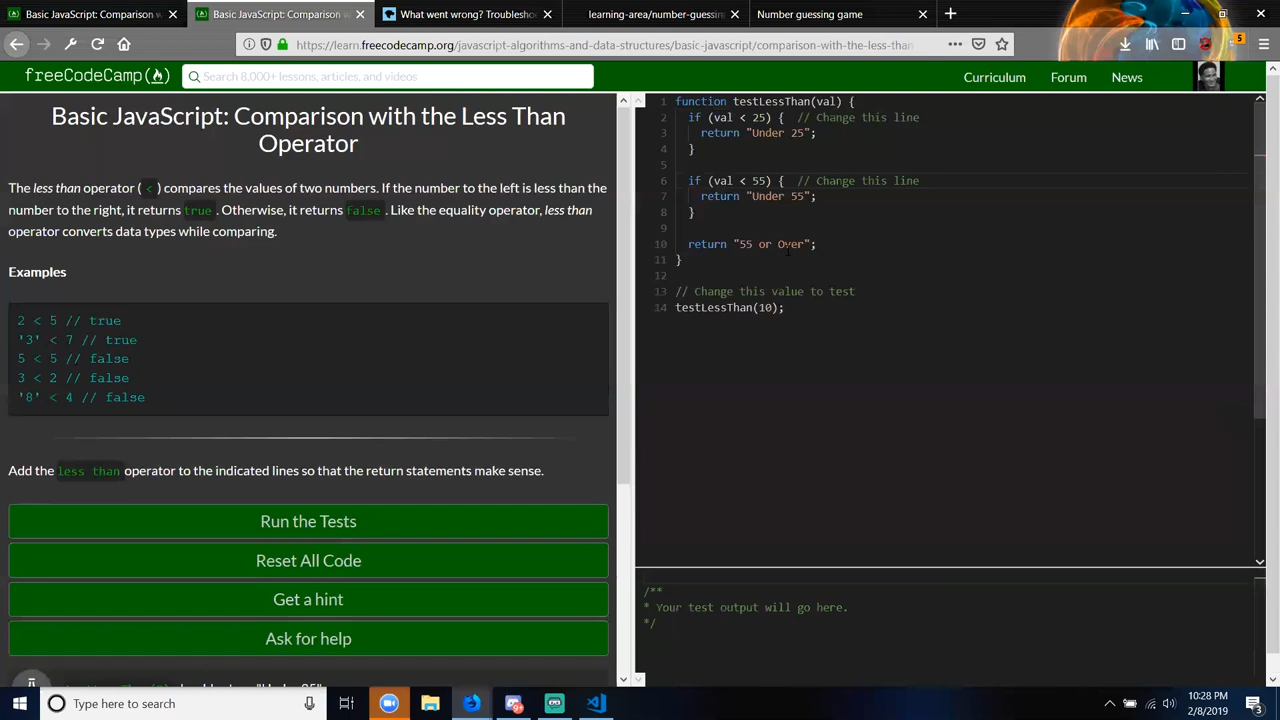 Basic JavaScript: Comparison w
Basic JavaScript: Comparison w
What went wrong? Troublesho
learning-area/number-guessin
Number guessing game
https://learn.freecodecamp.org/javascript-algorithms-and-data-structures/basic-javascript/comparison-with-the-less-than
5
freeCodeCamp
Search 8,000+ lessons, articles, and videos
Curriculum
Forum
News
Basic JavaScript: Comparison with the Less Than
Operator
The less than operator ( < ) compares the values of two numbers. If the number to the left is less than the
number to the right, it returns true . Otherwise, it returns false . Like the equality operator, less than
operator converts data types while comparing.
Examples
2 < 5 // true
'3' < 7 // true
5 < 5 // false
3 < 2 // false
'8' < 4 // false
Add the less than operator to the indicated lines so that the return statements make sense.
Run the Tests
Reset All Code
Get a hint
Ask for help
1 function testLessThan(val) {
2 if (val < 25) { // Change this line
3 return "Under 25";
4 }
5
6 if (val < 55) { // Change this line
7 return "Under 55";
8 }
9
10 return "55 or Over";
11 }
12
13 // Change this value to test
14 testLessThan(10);
/**
* Your test output will go here.
*/
Type here to search
10:28 PM
2/8/2019
3